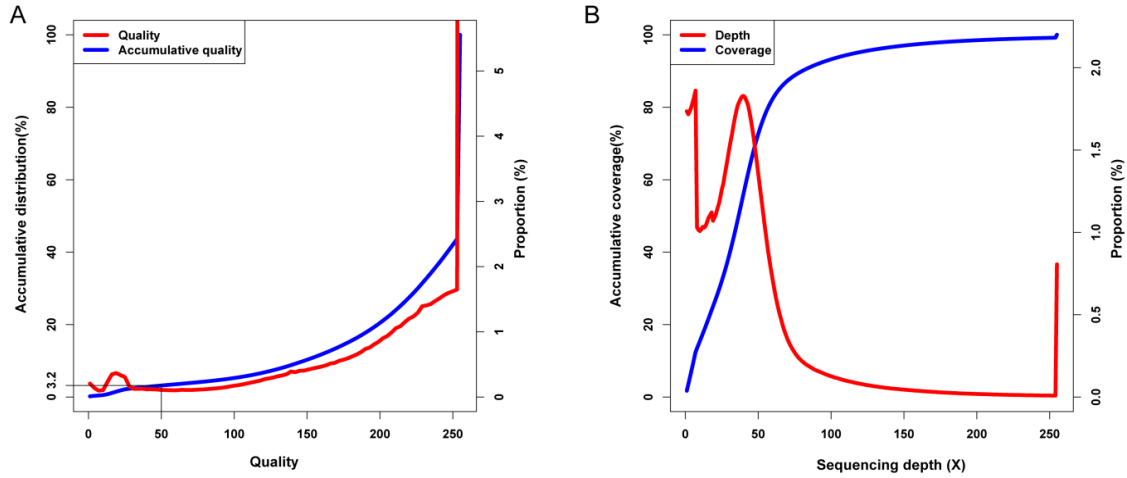 A
Quality
Accumulative quality
Accumulative distribution(%)
0 3.2 20 40 60 80 100
0 1 2 3 4 5
Proportion (%)
0 50 100 150 200 250
Quality
B
Depth
Coverage
Accumulative coverage(%)
0 20 40 60 80 100
0.0 0.5 1.0 1.5 2.0
Proportion (%)
0 50 100 150 200 250
Sequencing depth (X)